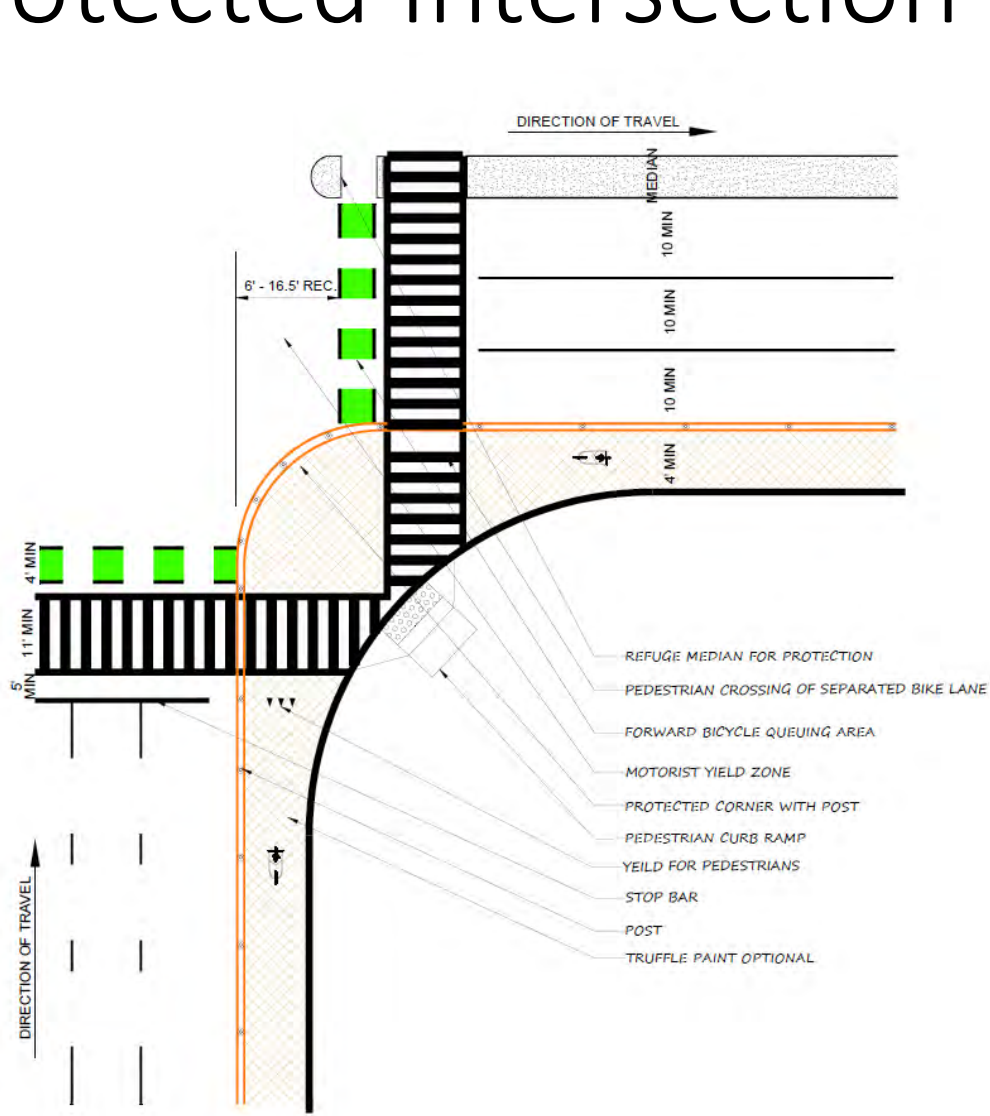 otected Intersection
DIRECTION OF TRAVEL
MEDIAN
10 MIN
6' - 16.5' REC.
10 MIN
10 MIN
4' MIN
4' MIN
11' MIN
5'
MIN
REFUGE MEDIAN FOR PROTECTION
PEDESTRIAN CROSSING OF SEPARATED BIKE LANE
FORWARD BICYCLE QUEUING AREA
MOTORIST YIELD ZONE
PROTECTED CORNER WITH POST
PEDESTRIAN CURB RAMP
YEILD FOR PEDESTRIANS
STOP BAR
POST
TRUFFLE PAINT OPTIONAL
DIRECTION OF TRAVEL